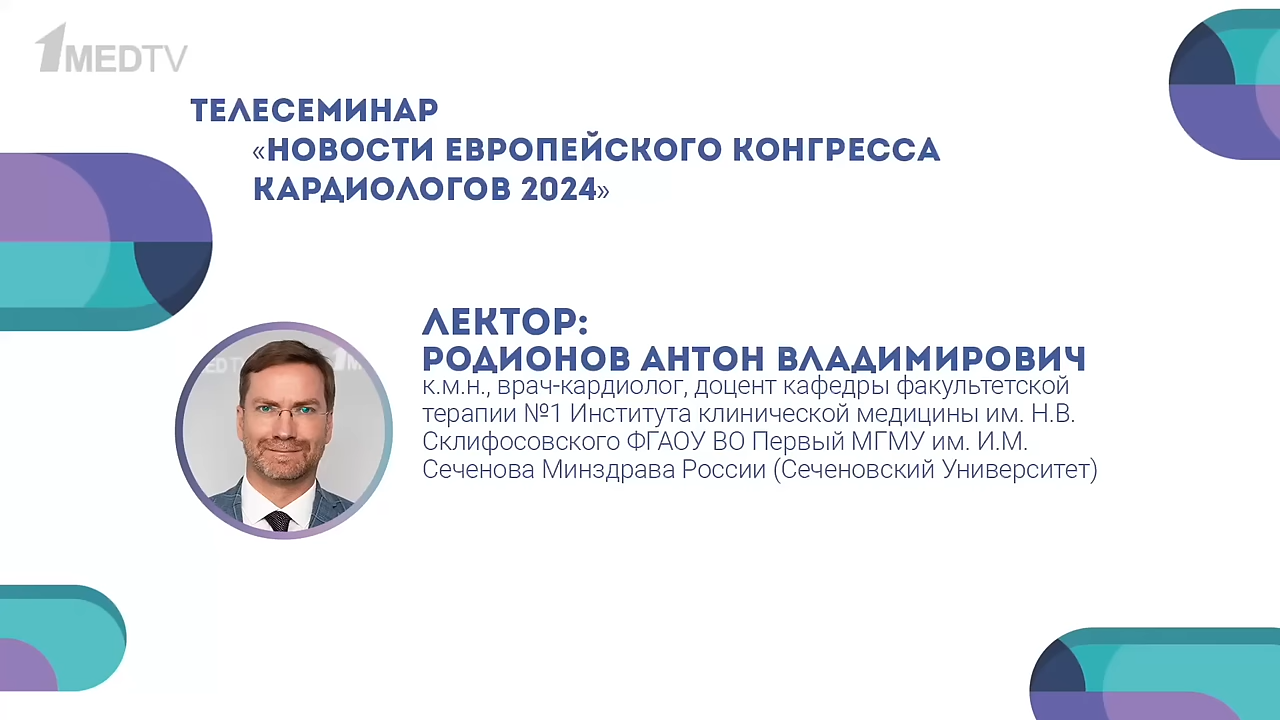 1MEDTV
ТЕЛЕСЕМИНАР
«НОВОСТИ ЕВРОПЕЙСКОГО КОНГРЕССА
КАРДИОЛОГОВ 2024»
ЛЕКТОР:
РОДИОНОВ АНТОН ВЛАДИМИРОВИЧ
к.м.н., врач-кардиолог, доцент кафедры факультетской
терапии №1 Института клинической медицины им. Н.В.
Склифосовского ФГАОУ ВО Первый МГМУ им. И.М.
Сеченова Минздрава России (Сеченовский Университет)